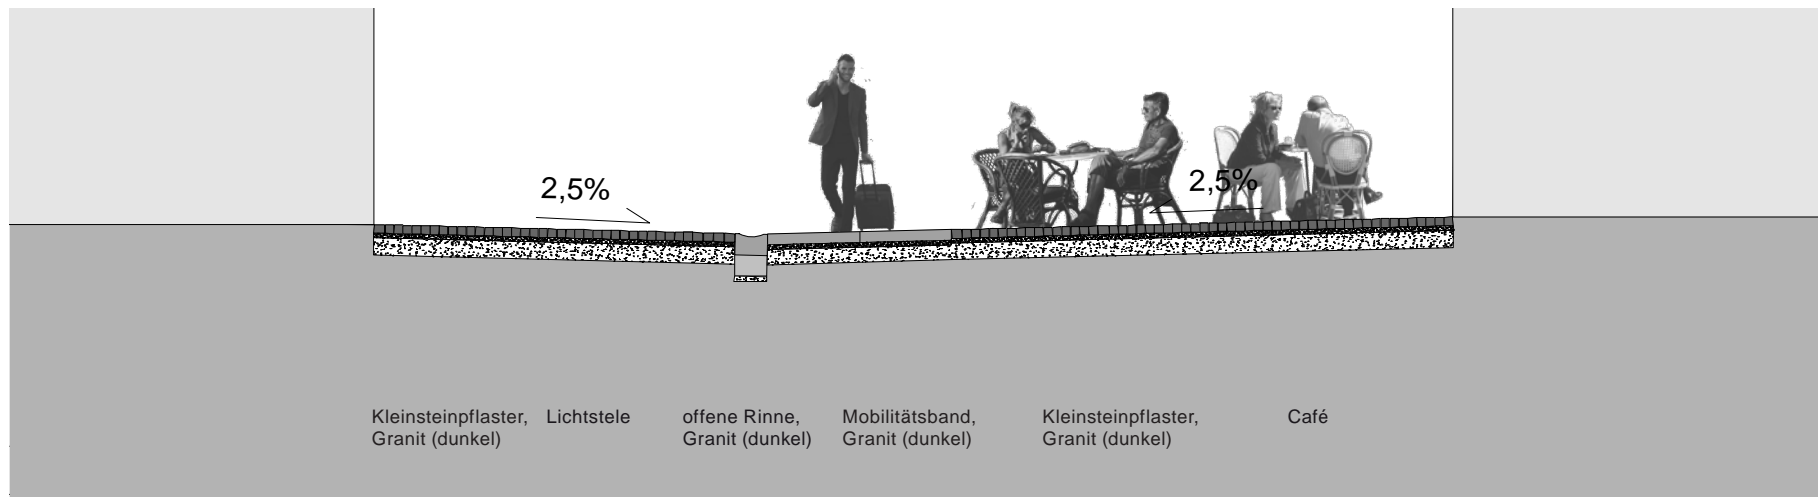 2,5%
2,5%
Kleinsteinpflaster,
Granit (dunkel)
Lichtstele
offene Rinne,
Granit (dunkel)
Mobilitätsband,
Granit (dunkel)
Kleinsteinpflaster,
Granit (dunkel)
Café